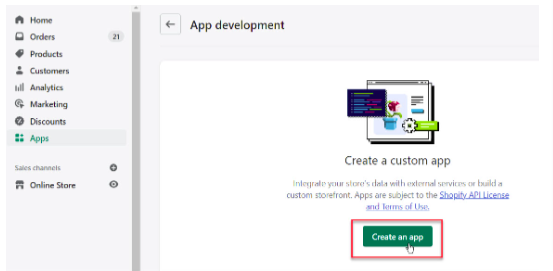 Home
Orders 21
Products
Customers
Analytics
Marketing
Discounts
Apps
Sales channels
Online Store
App development
Create a custom app
Integrate your store's data with external services or build a
custom storefront. Apps are subject to the Shopify API License
and Terms of Use.
Create an app